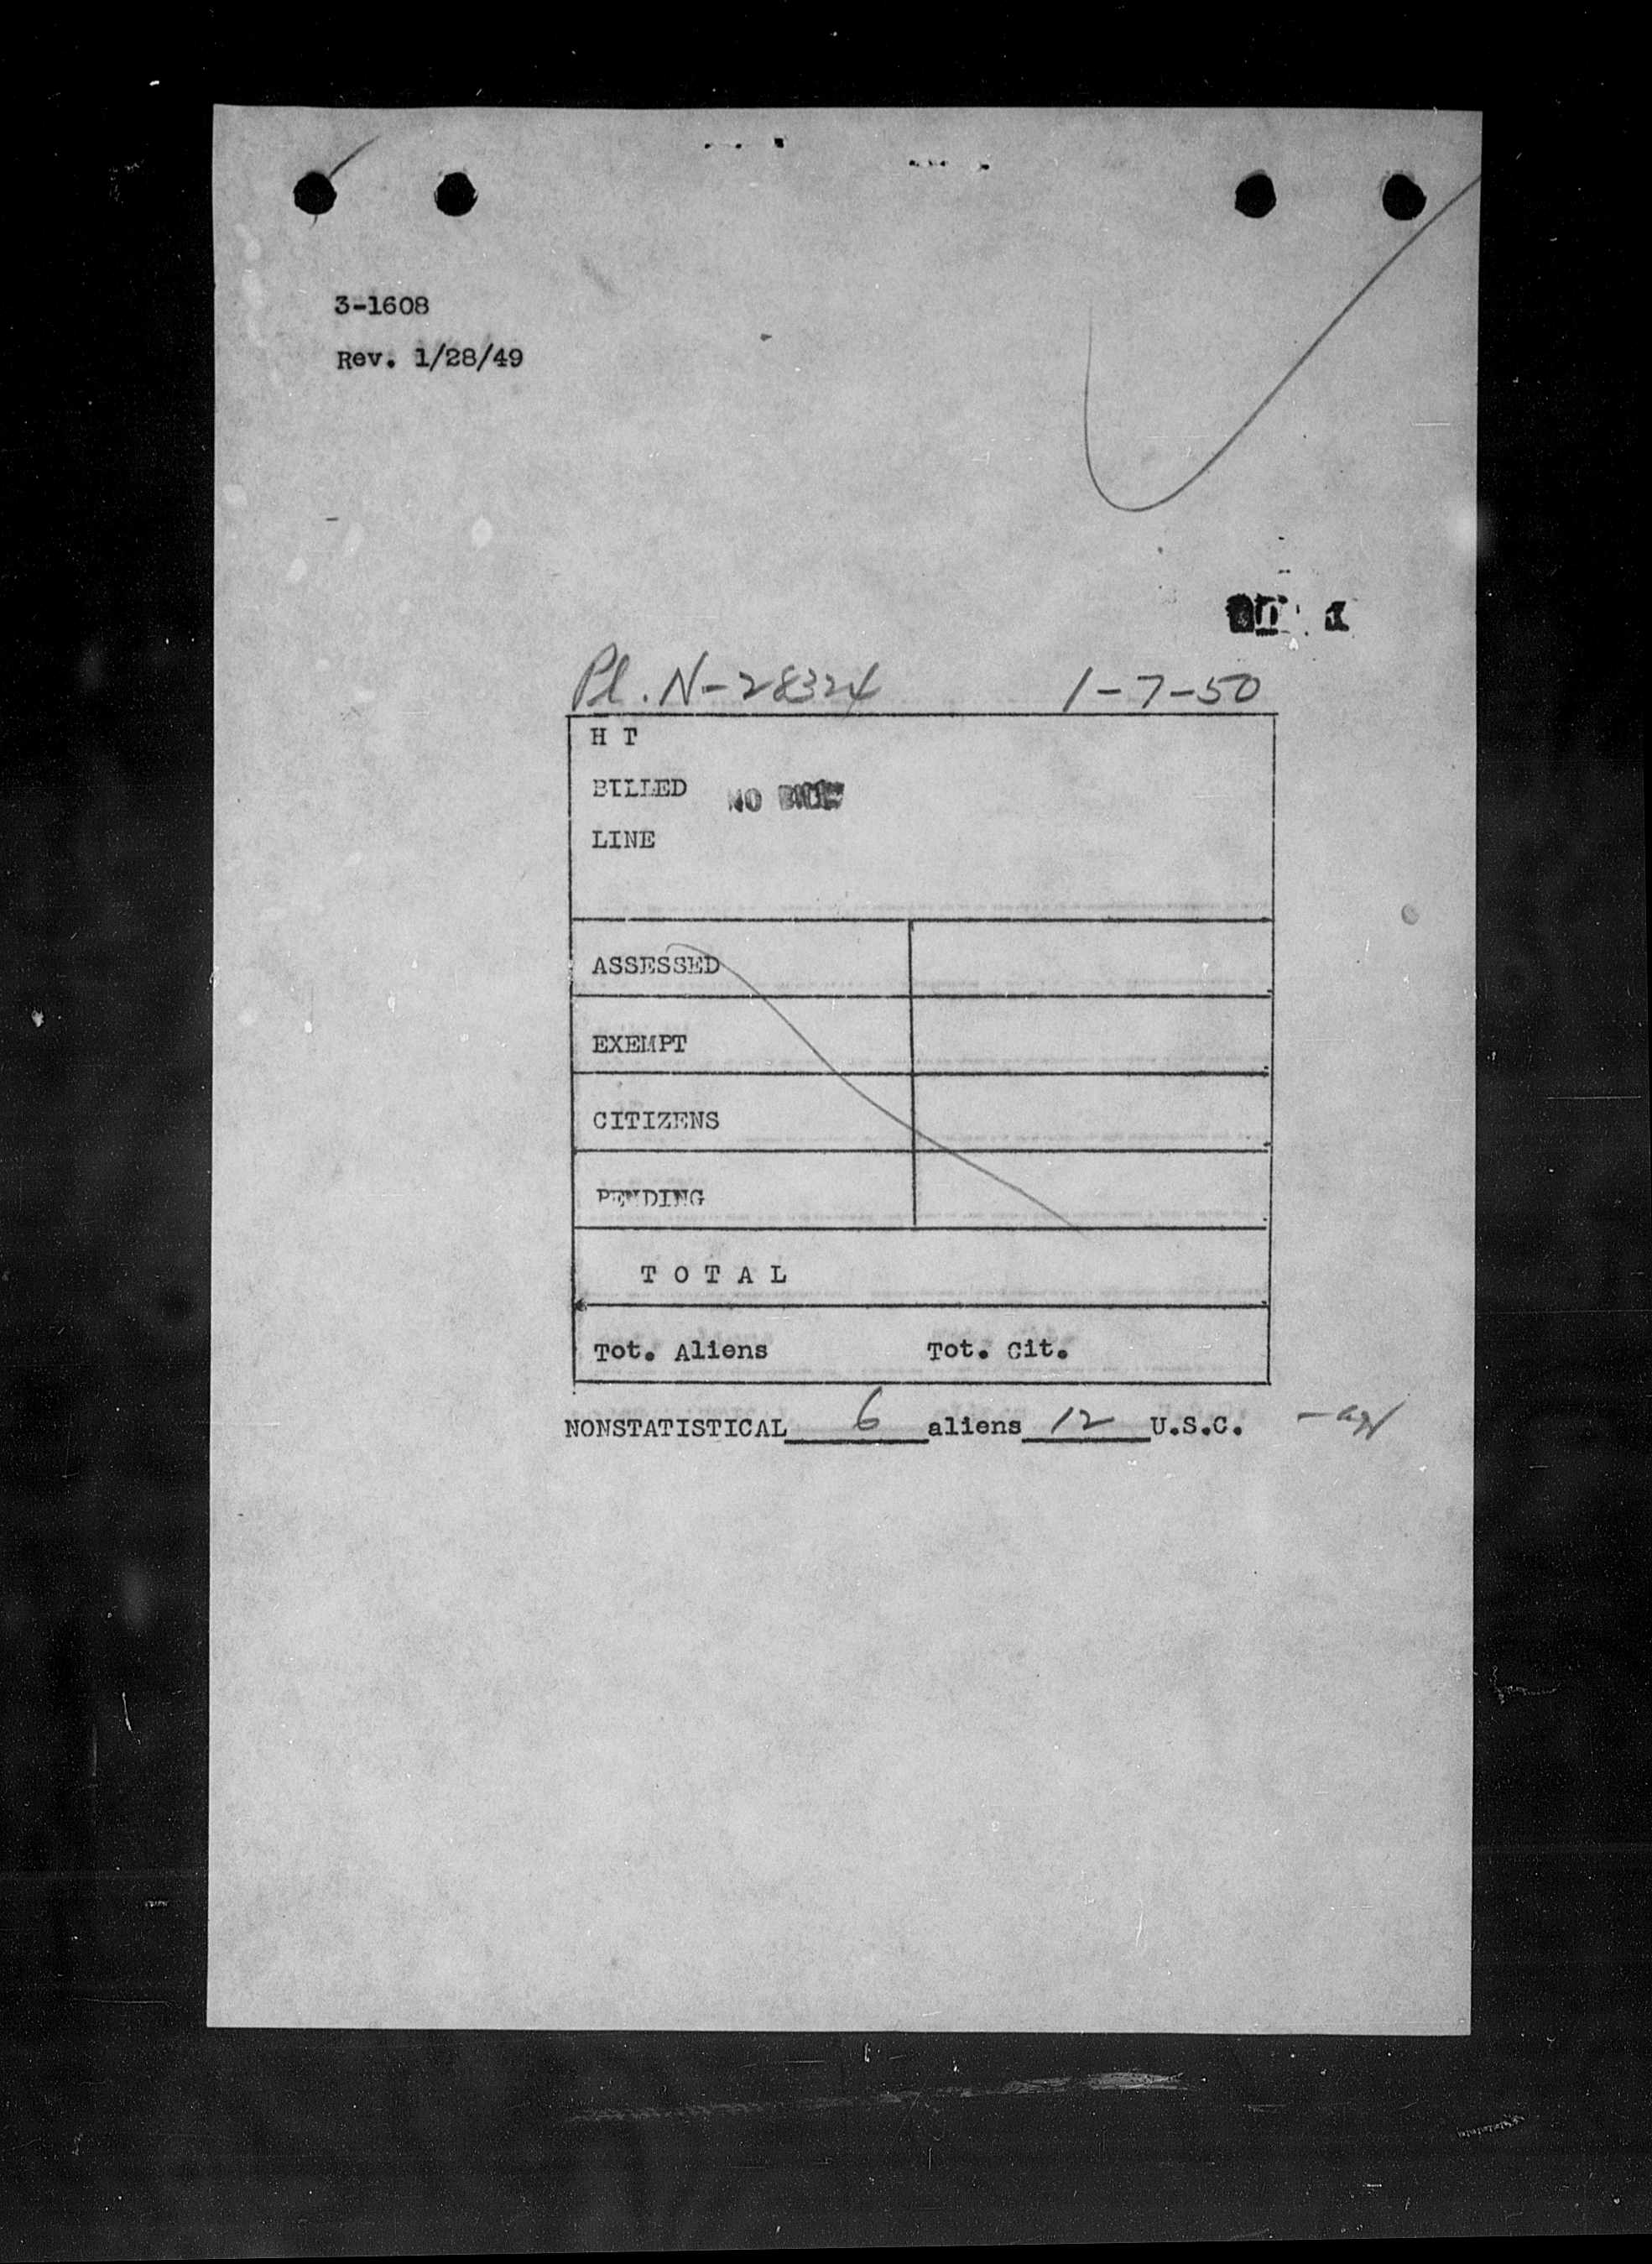 3-1608
Rev. 1/28/49
Pl. N-28324 1-7-50
H T
BILLED NO BILL
LINE
ASSESSED
EXEMPT
CITIZENS
PENDING
T O T A L
Tot. Aliens Tot. Cit.
NONSTATISTICAL 6 aliens 12 U.S.C.